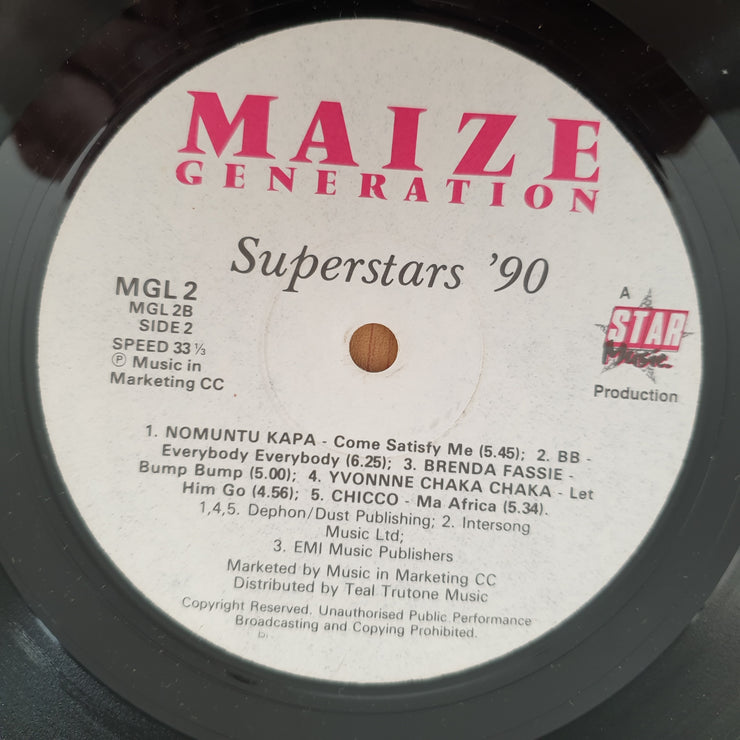 MAIZE
GENERATION
Superstars '90
MGL 2
MGL 2B
SIDE 2
SPEED 33 ⅓
Ⓟ Music in
Marketing CC
A
STAR
Music
Production
1. NOMUNTU KAPA - Come Satisfy Me (5.45); 2. BB -
Everybody Everybody (6.25); 3. BRENDA FASSIE -
Bump Bump (5.00); 4. YVONNNE CHAKA CHAKA - Let
Him Go (4.56); 5. CHICCO - Ma Africa (5.34).
1,4,5. Dephon/Dust Publishing; 2. Intersong
Music Ltd;
3. EMI Music Publishers
Marketed by Music in Marketing CC
Distributed by Teal Trutone Music
Copyright Reserved. Unauthorised Public Performance
Broadcasting and Copying Prohibited.